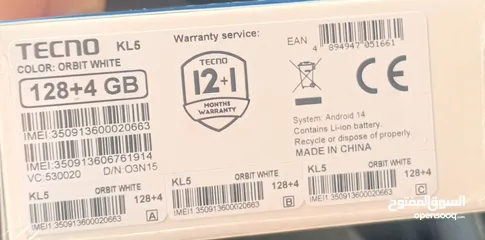 TECNO KL5
COLOR: ORBIT WHITE
128+4 GB
IMEI:350913600020663
IMEI:350913606761914
VC:530020 D/N:O3N15
Warranty service:
TECNO
12+1
MONTHS
WARRANTY
EAN
4 894947 051661
System: Android 14
Contains Li-ion battery.
Recycle or dispose of properly.
MADE IN CHINA
CE
KL5 ORBIT WHITE
128+4
IMEI1:350913600020663 A
KL5 ORBIT WHITE
128+4
IMEI1:350913600020663 B
KL5 ORBIT WHITE
128+4
IMEI1:350913600020663 C
السوق المفتوح
opensooq.com